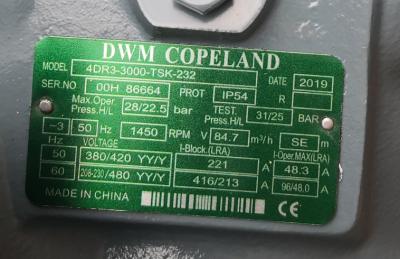 DWM COPELAND
MODEL 4DR3-3000-TSK-232 DATE 2019
SER.NO 00H 86664 PROT IP54 R
Max.Oper Press.H/L 28/22.5 bar TEST. Press.H/L 31/25 BAR
~3 50 Hz 1450 RPM V 84.7 m³/h SE m
Hz VOLTAGE I-Block.(LRA) I-Oper.MAX(LRA)
50 380/420 YYY/Y 221 A 48.3 A
60 208-230/480 YYY/Y 416/213 A 96/48.0 A
MADE IN CHINA CE